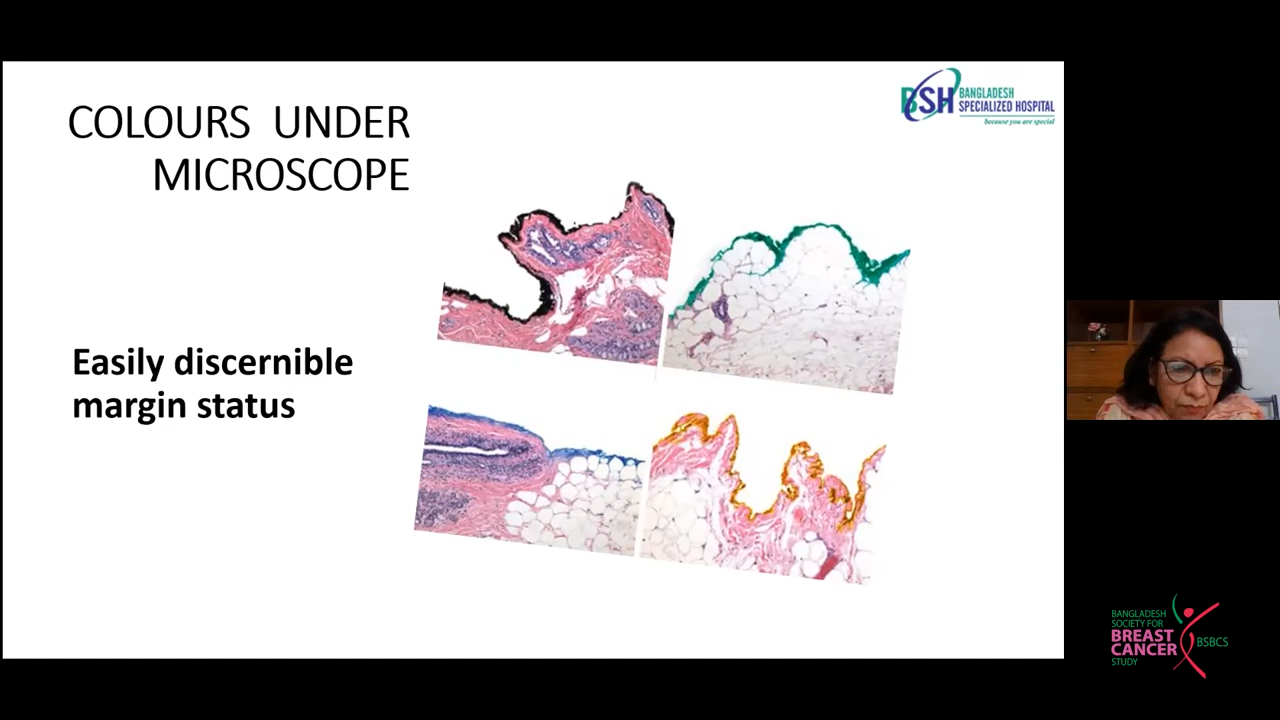 COLOURS UNDER
MICROSCOPE
BSH
BANGLADESH
SPECIALIZED HOSPITAL
because you are special
Easily discernible
margin status
BANGLADESH
SOCIETY FOR
BREAST
CANCER
STUDY
BSBCS